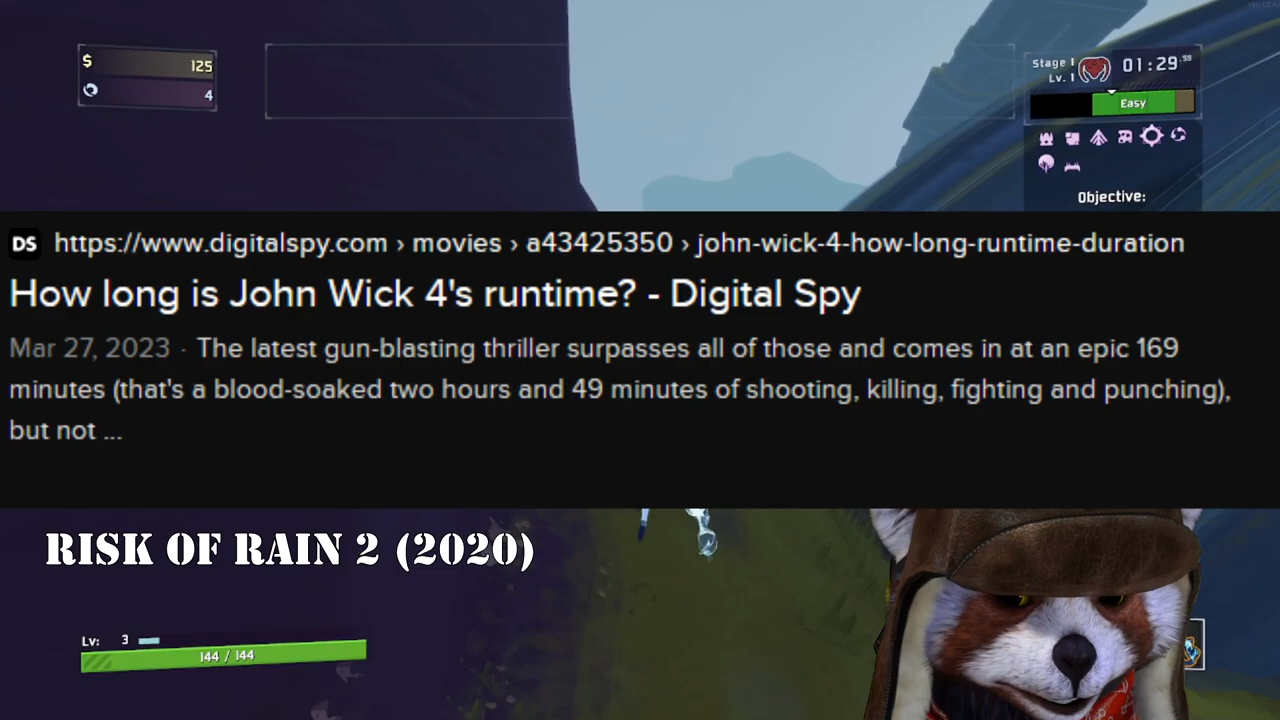 $ 125
4
Stage 1
Lv. 1
01:29
Easy
Objective:
DS https://www.digitalspy.com › movies › a43425350 › john-wick-4-how-long-runtime-duration
How long is John Wick 4's runtime? - Digital Spy
Mar 27, 2023 · The latest gun-blasting thriller surpasses all of those and comes in at an epic 169
minutes (that's a blood-soaked two hours and 49 minutes of shooting, killing, fighting and punching),
but not ...
RISK OF RAIN 2 (2020)
Lv: 3
144 / 144